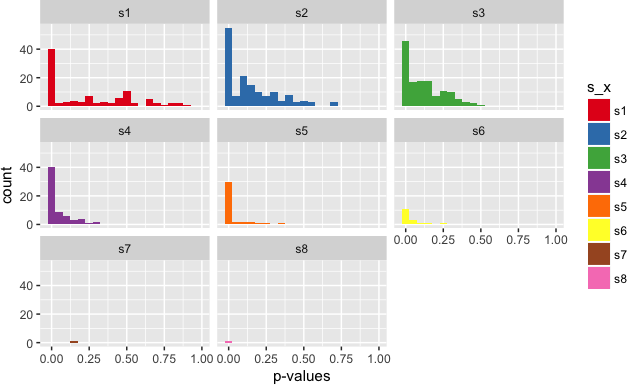 s1 s2 s3
40
20
0
s_x
s1
s2
s3
s4
s5
s6
s7
s8
s4 s5 s6
count
40
20
0
0.00 0.25 0.50 0.75 1.00
s7 s8
40
20
0
0.00 0.25 0.50 0.75 1.00 0.00 0.25 0.50 0.75 1.00
p-values